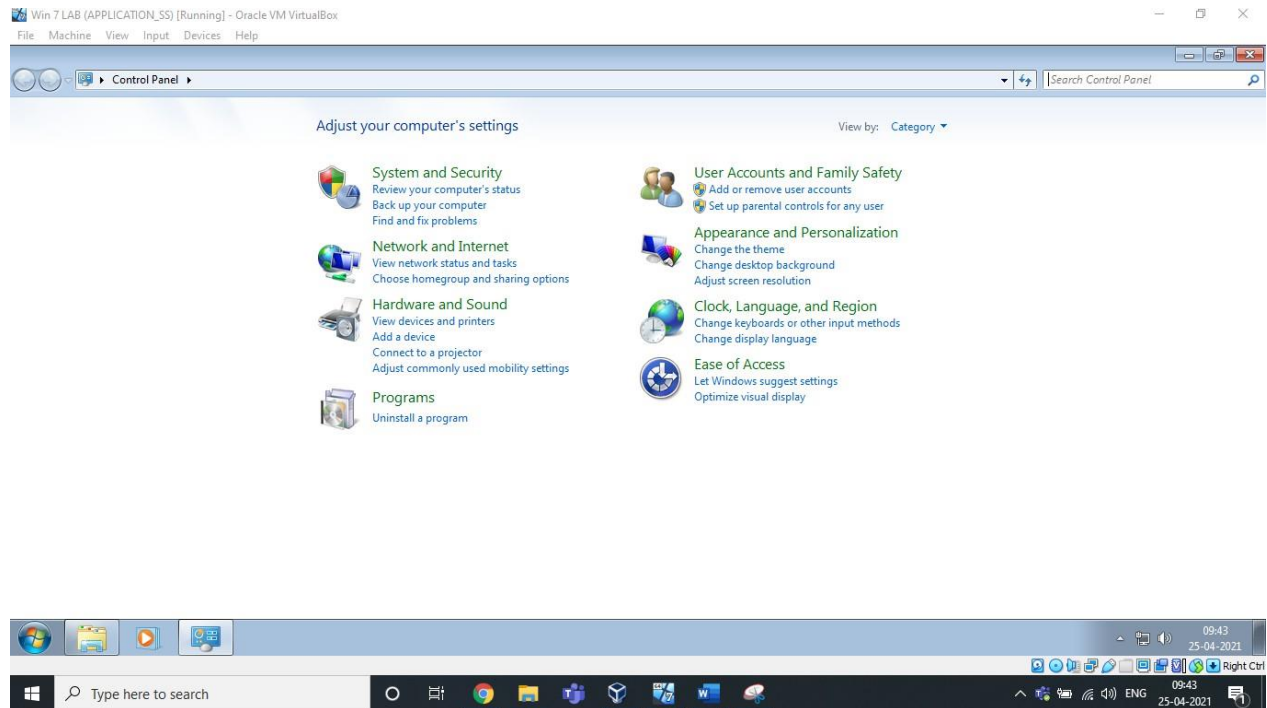 Win 7 LAB (APPLICATION_SS) [Running] - Oracle VM VirtualBox
File Machine View Input Devices Help
Control Panel
Search Control Panel
Adjust your computer's settings
View by: Category
System and Security
Review your computer's status
Back up your computer
Find and fix problems
Network and Internet
View network status and tasks
Choose homegroup and sharing options
Hardware and Sound
View devices and printers
Add a device
Connect to a projector
Adjust commonly used mobility settings
Programs
Uninstall a program
User Accounts and Family Safety
Add or remove user accounts
Set up parental controls for any user
Appearance and Personalization
Change the theme
Change desktop background
Adjust screen resolution
Clock, Language, and Region
Change keyboards or other input methods
Change display language
Ease of Access
Let Windows suggest settings
Optimize visual display
09:43
25-04-2021
Right Ctrl
Type here to search
ENG
09:43
25-04-2021